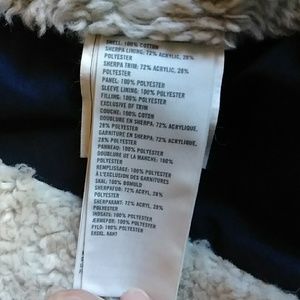 SHELL: 100% COTTON
SHERPA LINING: 72% ACRYLIC, 28%
POLYESTER
SHERPA TRIM: 72% ACRYLIC, 28%
POLYESTER
PANEL: 100% POLYESTER
SLEEVE LINING: 100% POLYESTER
FILLING: 100% POLYESTER
EXCLUSIVE OF TRIM
COUCHE: 100% COTON
DOUBLURE EN SHERPA: 72% ACRYLIQUE,
28% POLYESTER
GARNITURE EN SHERPA: 72% ACRYLIQUE,
28% POLYESTER
PANNEAU: 100% POLYESTER
DOUBLURE DE LA MANCHE: 100%
POLYESTER
REMPLISSAGE: 100% POLYESTER
À L'EXCLUSION DES GARNITURES
SKAL: 100% BOMULD
SHERPAFOR: 72% ACRYL, 28%
POLYESTER
SHERPAKANT: 72% ACRYL, 28%
POLYESTER
INDSATS: 100% POLYESTER
ÆRMEFOR: 100% POLYESTER
FYLD: 100% POLYESTER
EKSKL. KANT